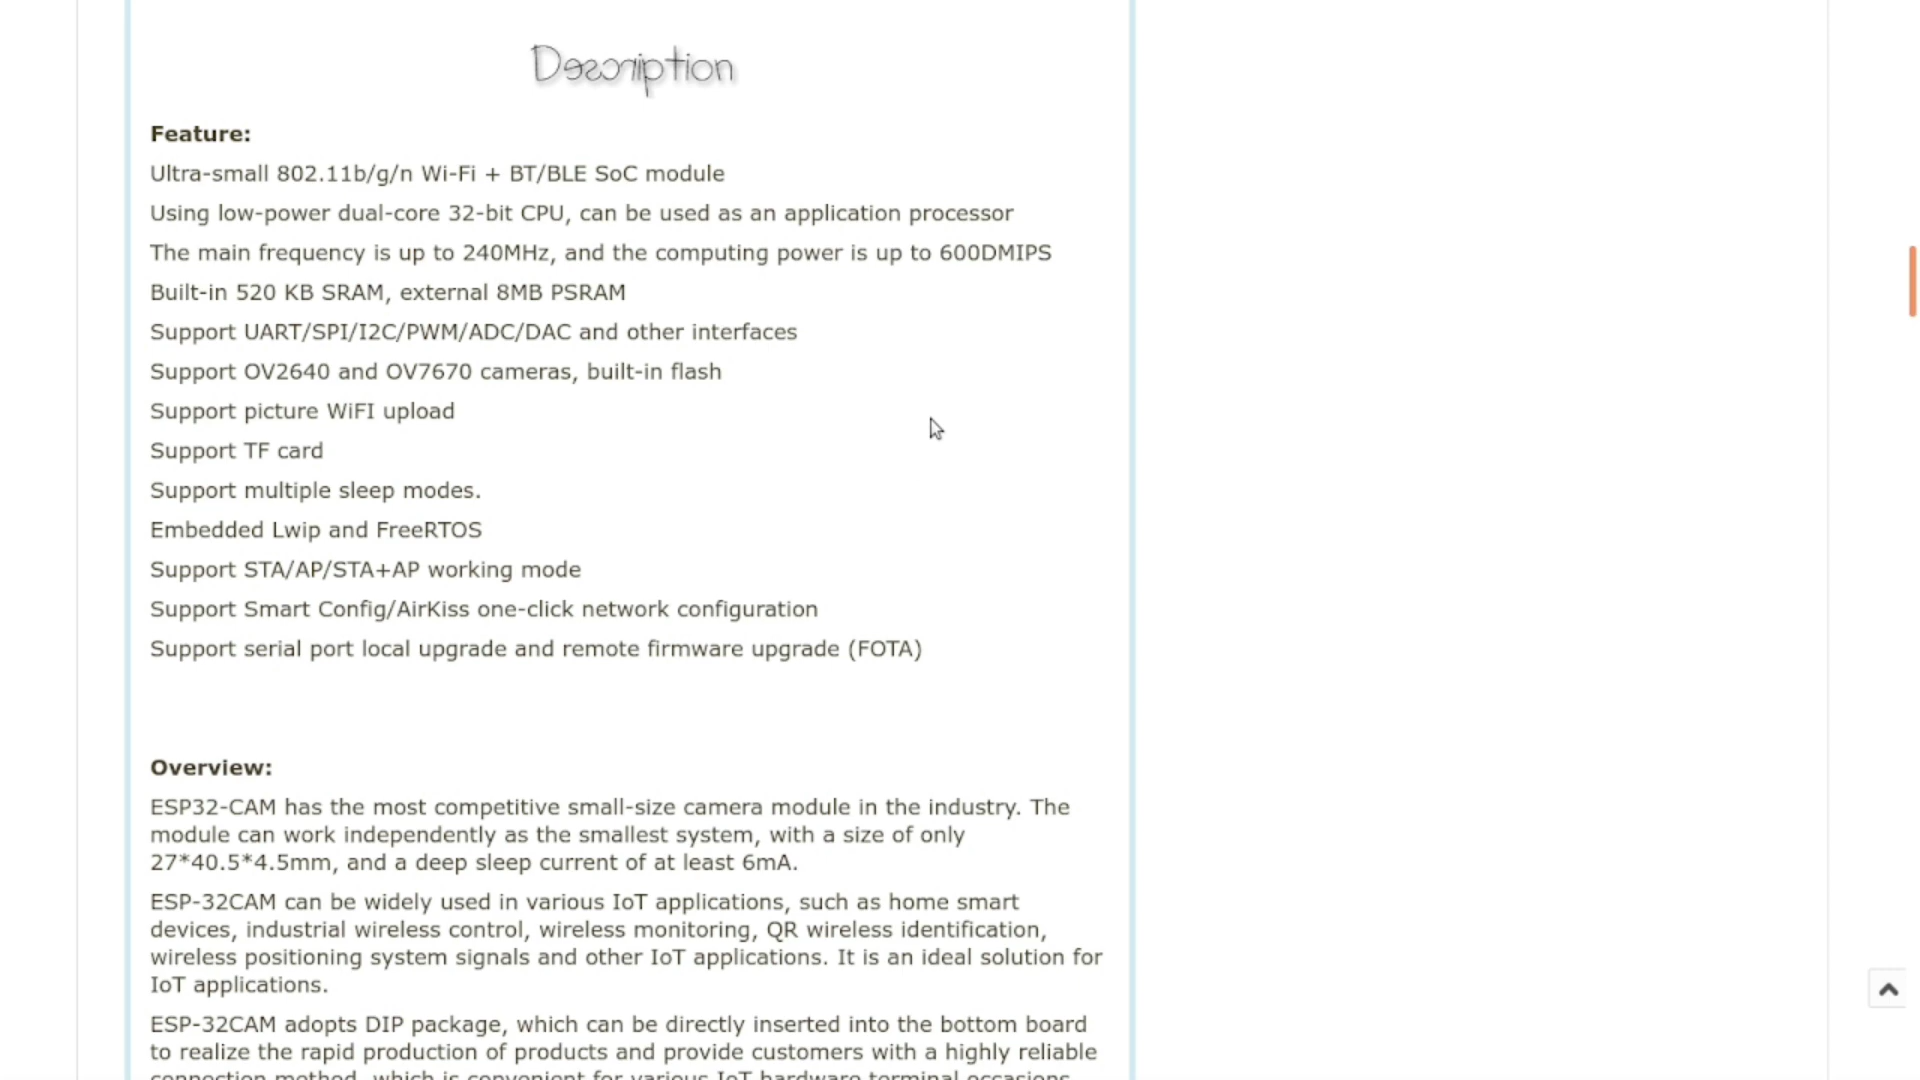 Description
Feature:
Ultra-small 802.11b/g/n Wi-Fi + BT/BLE SoC module
Using low-power dual-core 32-bit CPU, can be used as an application processor
The main frequency is up to 240MHz, and the computing power is up to 600DMIPS
Built-in 520 KB SRAM, external 8MB PSRAM
Support UART/SPI/I2C/PWM/ADC/DAC and other interfaces
Support OV2640 and OV7670 cameras, built-in flash
Support picture WiFI upload
Support TF card
Support multiple sleep modes.
Embedded Lwip and FreeRTOS
Support STA/AP/STA+AP working mode
Support Smart Config/AirKiss one-click network configuration
Support serial port local upgrade and remote firmware upgrade (FOTA)
Overview:
ESP32-CAM has the most competitive small-size camera module in the industry. The
module can work independently as the smallest system, with a size of only
27*40.5*4.5mm, and a deep sleep current of at least 6mA.
ESP-32CAM can be widely used in various IoT applications, such as home smart
devices, industrial wireless control, wireless monitoring, QR wireless identification,
wireless positioning system signals and other IoT applications. It is an ideal solution for
IoT applications.
ESP-32CAM adopts DIP package, which can be directly inserted into the bottom board
to realize the rapid production of products and provide customers with a highly reliable
connection method, which is convenient for various IoT hardware terminal occasions.